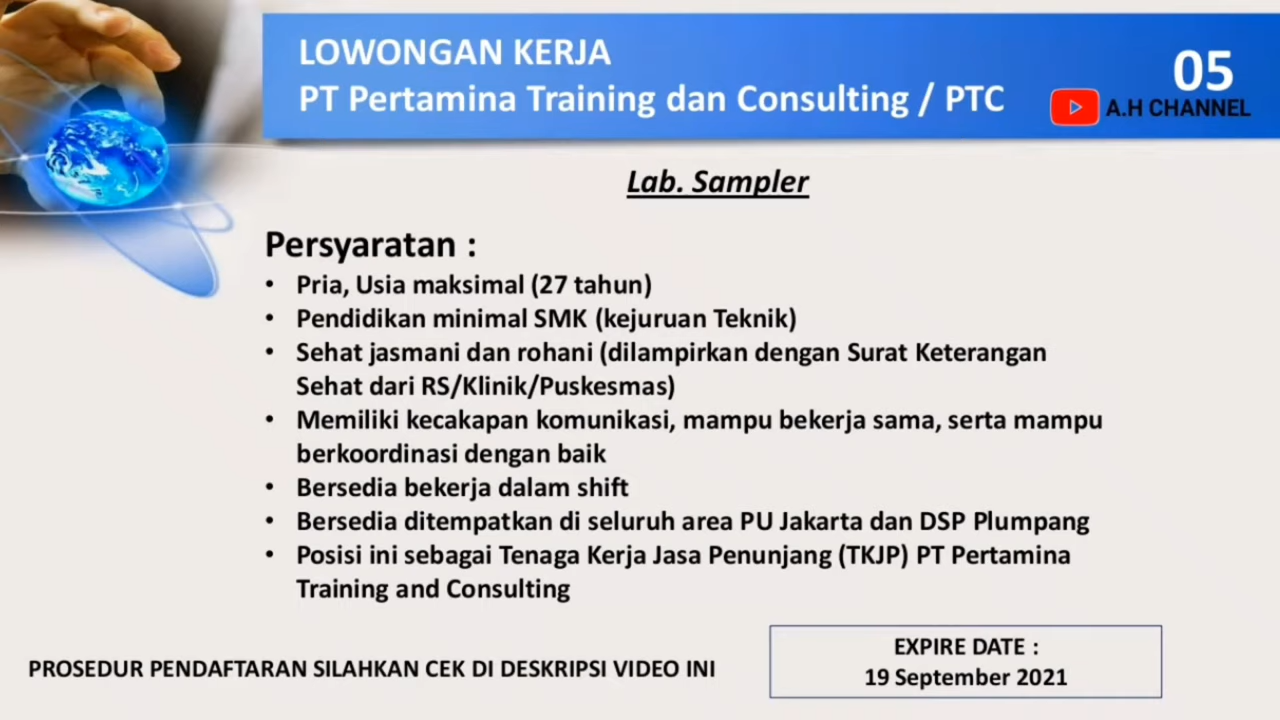 LOWONGAN KERJA
PT Pertamina Training dan Consulting / PTC
05
A.H CHANNEL
Lab. Sampler
Persyaratan :
• Pria, Usia maksimal (27 tahun)
• Pendidikan minimal SMK (kejuruan Teknik)
• Sehat jasmani dan rohani (dilampirkan dengan Surat Keterangan
Sehat dari RS/Klinik/Puskesmas)
• Memiliki kecakapan komunikasi, mampu bekerja sama, serta mampu
berkoordinasi dengan baik
• Bersedia bekerja dalam shift
• Bersedia ditempatkan di seluruh area PU Jakarta dan DSP Plumpang
• Posisi ini sebagai Tenaga Kerja Jasa Penunjang (TKJP) PT Pertamina
Training and Consulting
PROSEDUR PENDAFTARAN SILAHKAN CEK DI DESKRIPSI VIDEO INI
EXPIRE DATE :
19 September 2021